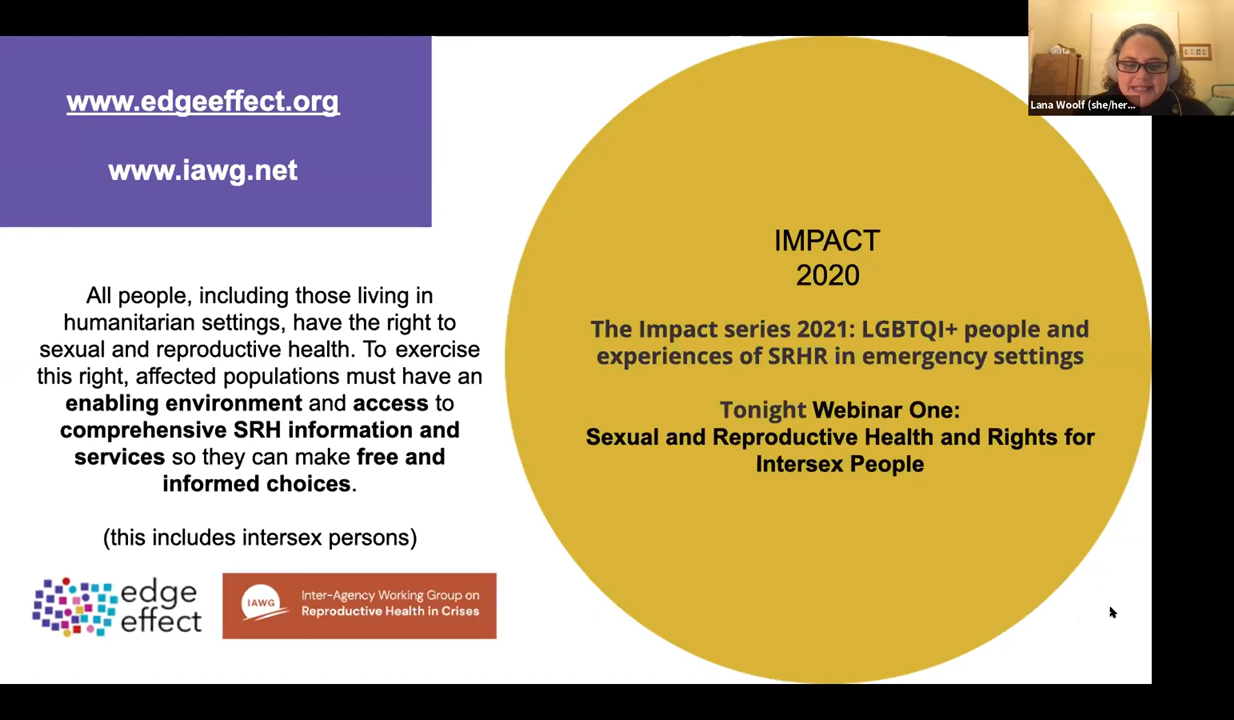 www.edgeeffect.org
www.iawg.net
All people, including those living in
humanitarian settings, have the right to
sexual and reproductive health. To exercise
this right, affected populations must have an
enabling environment and access to
comprehensive SRH information and
services so they can make free and
informed choices.
(this includes intersex persons)
edge
effect
IAWG
Inter-Agency Working Group on
Reproductive Health in Crises
IMPACT
2020
The Impact series 2021: LGBTQI+ people and
experiences of SRHR in emergency settings
Tonight Webinar One:
Sexual and Reproductive Health and Rights for
Intersex People
Lana Woolf (she/her...